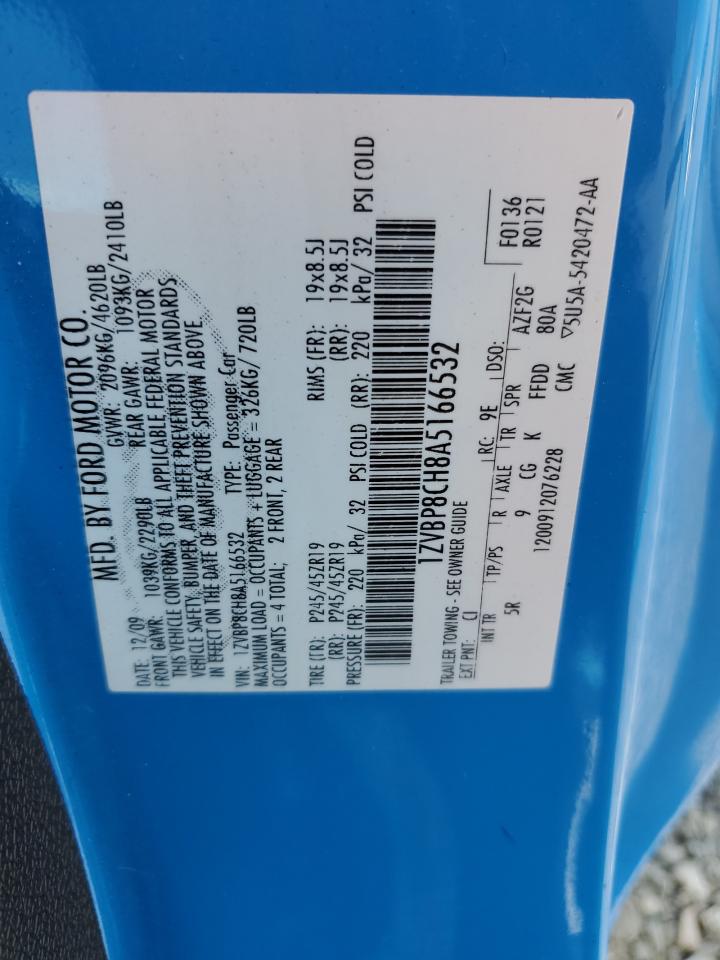 MFD. BY FORD MOTOR CO.
DATE: 12/09 GVWR: 2096KG/4620LB
FRONT GAWR: 1039KG/2290LB REAR GAWR: 1093KG/2410LB
THIS VEHICLE CONFORMS TO ALL APPLICABLE FEDERAL MOTOR
VEHICLE SAFETY, BUMPER, AND THEFT PREVENTION STANDARDS
IN EFFECT ON THE DATE OF MANUFACTURE SHOWN ABOVE.
VIN: 1ZVBP8CH8A5166532 TYPE: Passenger Car
MAXIMUM LOAD = OCCUPANTS + LUGGAGE = 326KG/ 720LB
OCCUPANTS = 4 TOTAL; 2 FRONT, 2 REAR
TIRE (FR): P245/45ZR19 RIMS (FR): 19x8.5J
(RR): P245/45ZR19 (RR): 19x8.5J
PRESSURE (FR): 220 kPa/ 32 PSI COLD (RR): 220 kPa/ 32 PSI COLD
1ZVBP8CH8A5166532
TRAILER TOWING - SEE OWNER GUIDE
EXT PNT: CI RC: 9E DSO: AZF2G F0136
INT TR TP/PS R AXLE TR SPR 80A R0121
5R 9 CG K FFDD
1200912076228 CMC ▽5U5A-5420472-AA